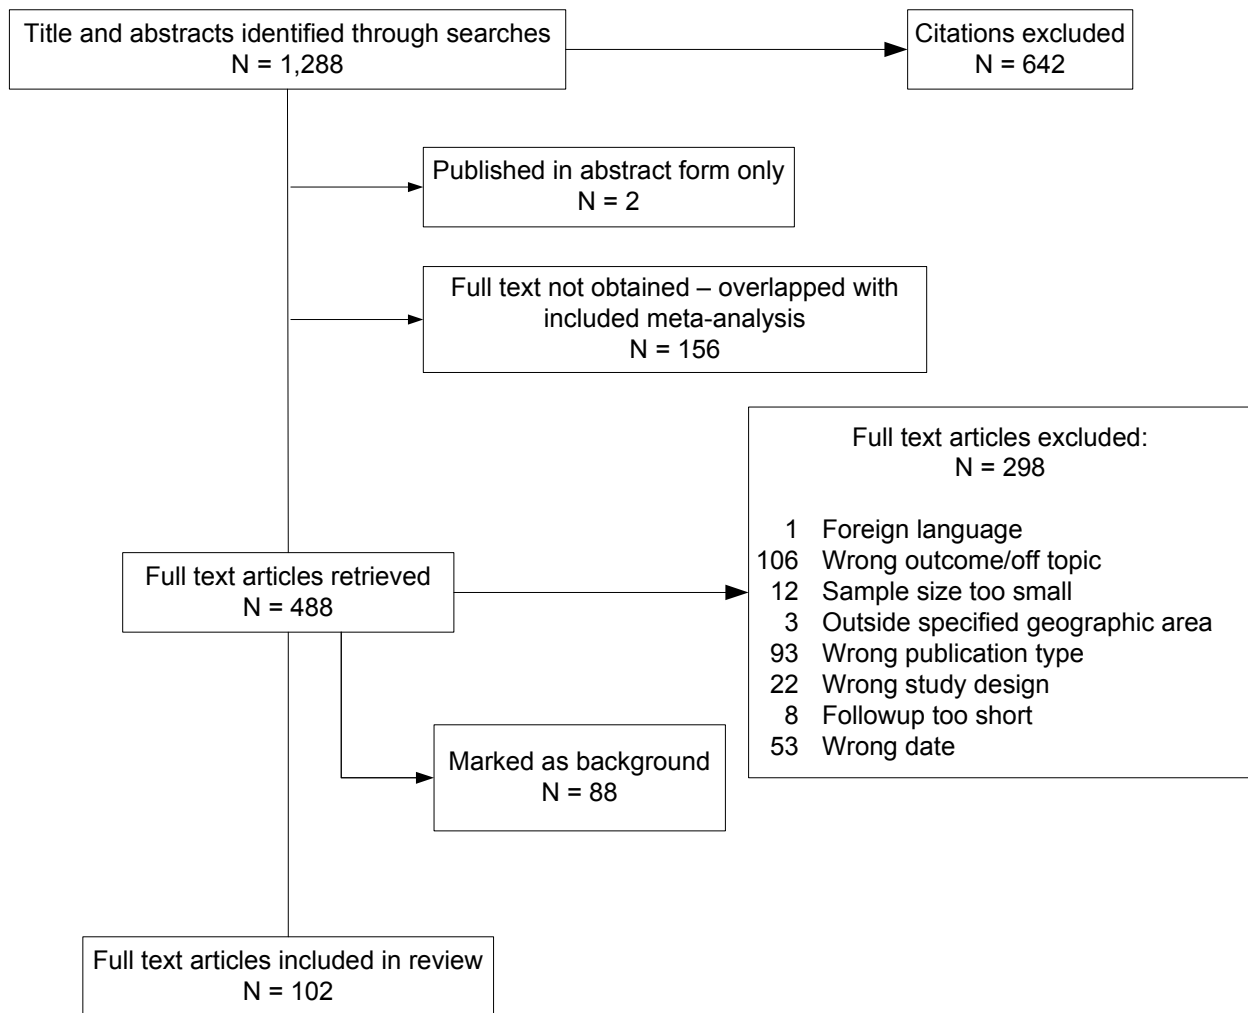 Title and abstracts identified through searches
N = 1,288
Citations excluded
N = 642
Published in abstract form only
N = 2
Full text not obtained – overlapped with
included meta-analysis
N = 156
Full text articles excluded:
N = 298
1 Foreign language
106 Wrong outcome/off topic
12 Sample size too small
3 Outside specified geographic area
93 Wrong publication type
22 Wrong study design
8 Followup too short
53 Wrong date
Full text articles retrieved
N = 488
Marked as background
N = 88
Full text articles included in review
N = 102